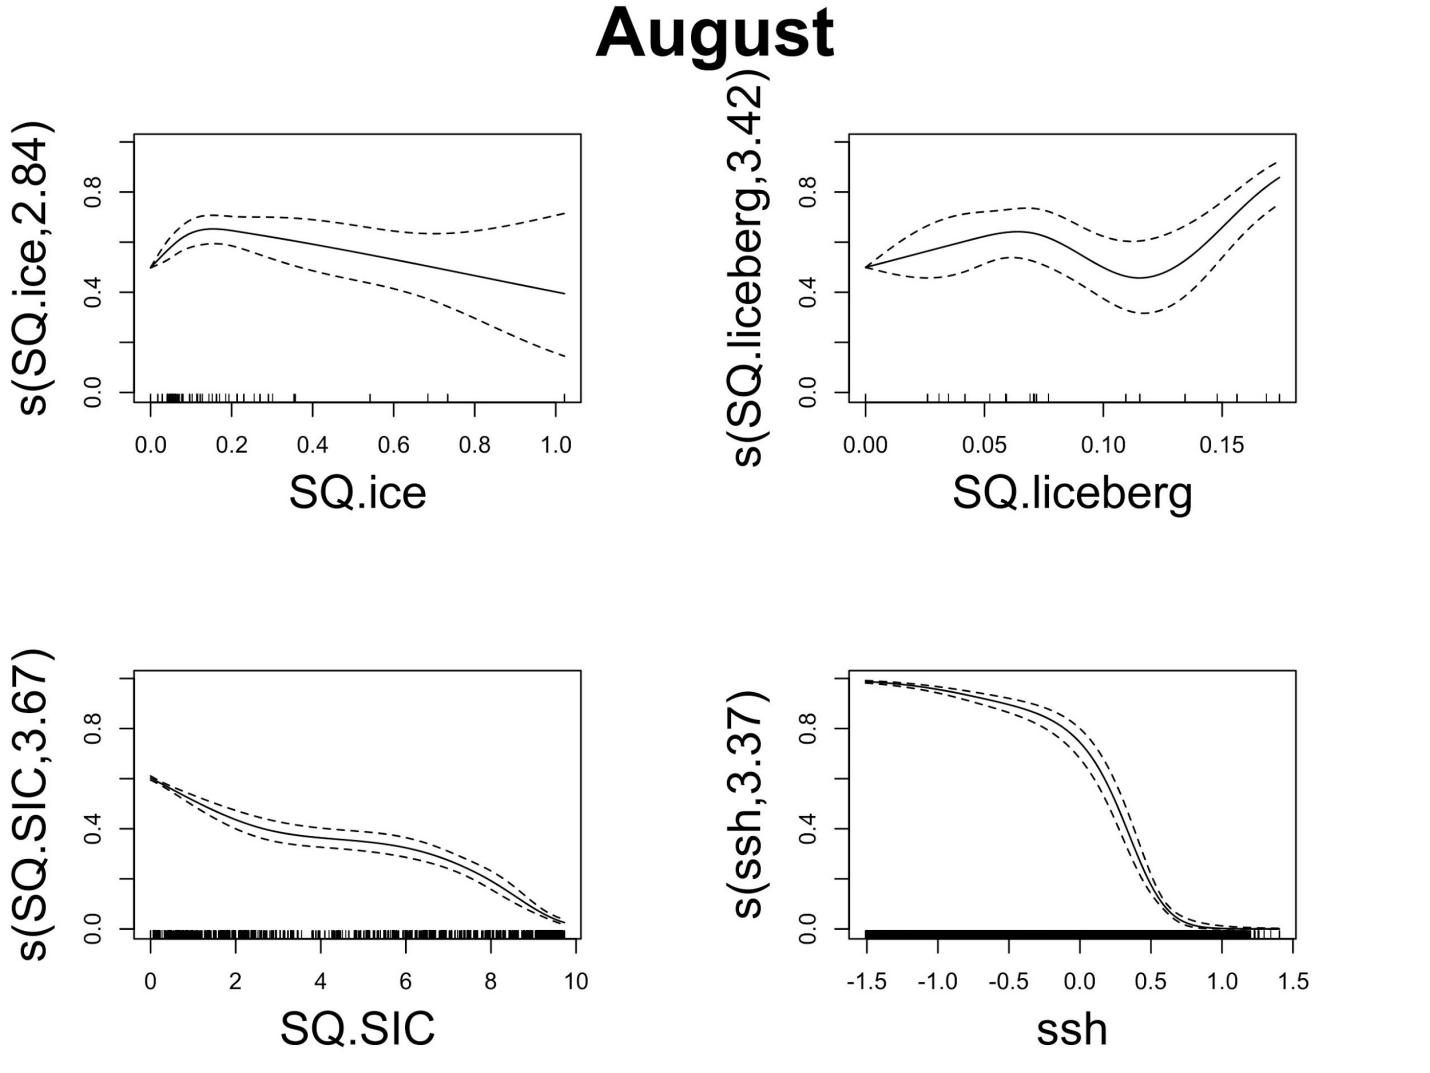 August
s(SQ.ice,2.84)
0.0 0.4 0.8
0.0 0.2 0.4 0.6 0.8 1.0
SQ.ice
s(SQ.liceberg,3.42)
0.0 0.4 0.8
0.00 0.05 0.10 0.15
SQ.liceberg
s(SQ.SIC,3.67)
0.0 0.4 0.8
0 2 4 6 8 10
SQ.SIC
s(ssh,3.37)
0.0 0.4 0.8
-1.5 -1.0 -0.5 0.0 0.5 1.0 1.5
ssh